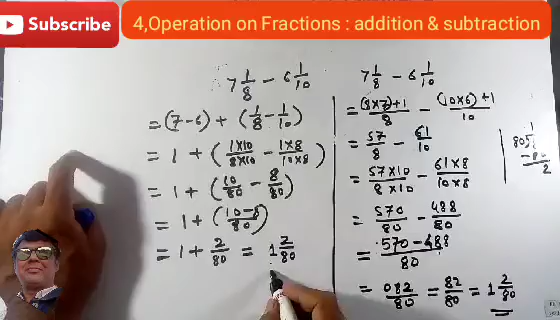 Subscribe
4,Operation on Fractions : addition & subtraction
7 1/8 − 6 1/10
= (7−6) + (1/8 − 1/10)
= 1 + (1×10/8×10 − 1×8/10×8)
= 1 + (10/80 − 8/80)
= 1 + (10−8/80)
= 1 + 2/80 = 1 2/80
7 1/8 − 6 1/10
= (8×7)+1/8 − (10×6)+1/10
= 57/8 − 61/10
= 57×10/8×10 − 61×8/10×8
= 570/80 − 488/80
= 570−488/80
= 082/80 = 82/80 = 1 2/80
1
−80
2